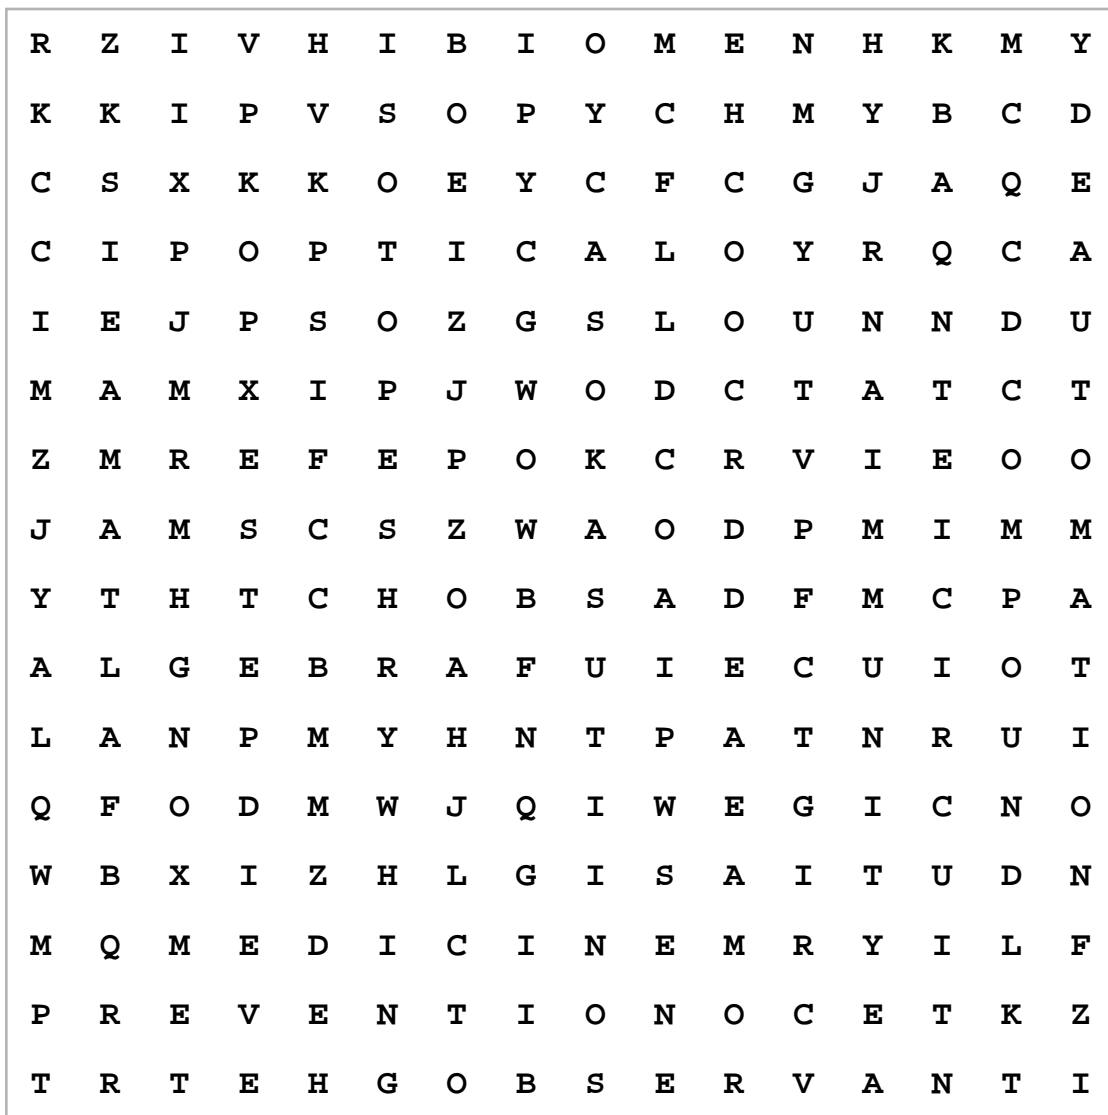 R Z I V H I B I O M E N H K M Y
K K I P V S O P Y C H M Y B C D
C S X K K O E Y C F C G J A Q E
C I P O P T I C A L O Y R Q C A
I E J P S O Z G S L O U N N D U
M A M X I P J W O D C T A T C T
Z M R E F E P O K C R V I E O O
J A M S C S Z W A O D P M I M M
Y T H T C H O B S A D F M C P A
A L G E B R A F U I E C U I O T
L A N P M Y H N T P A T N R U I
Q F O D M W J Q I W E G I C N O
W B X I Z H L G I S A I T U D N
M Q M E D I C I N E M R Y I L F
P R E V E N T I O N O C E T K Z
T R T E H G O B S E R V A N T I